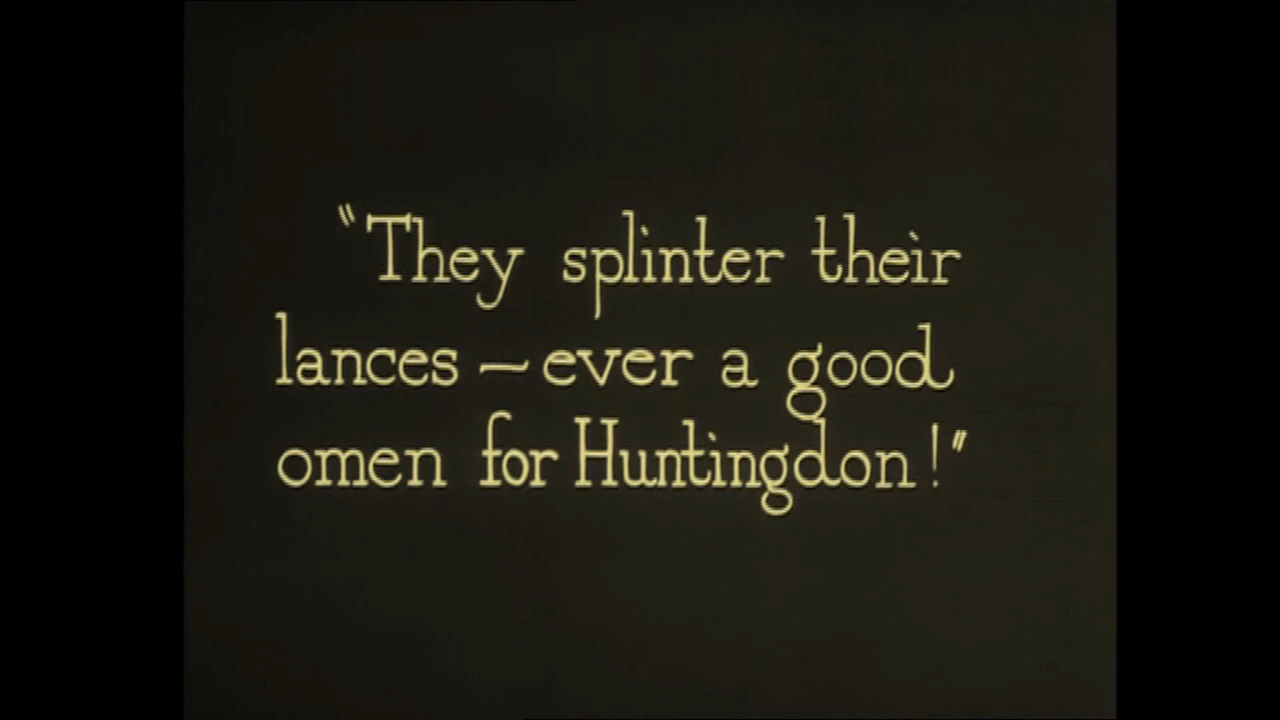 "They splinter their
lances — ever a good
omen for Huntingdon!"